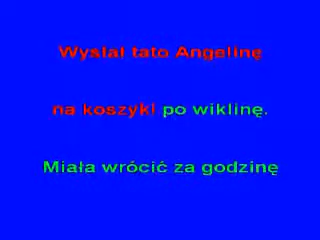 Wysłał tato Angelinę
na koszyki po wiklinę.
Miała wrócić za godzinę